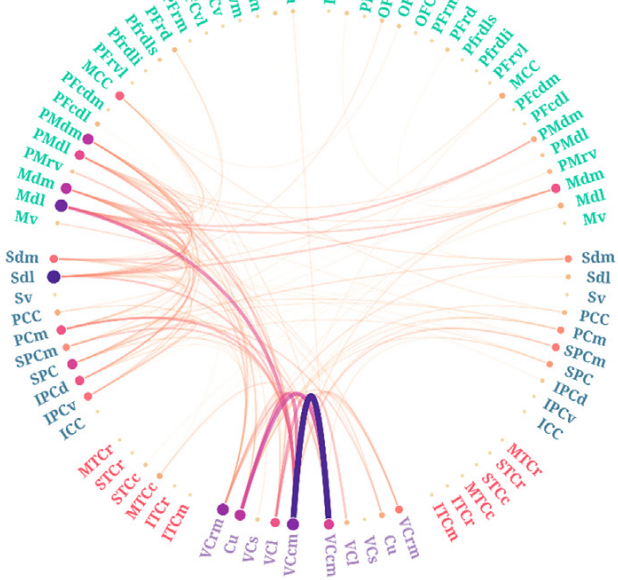 PFrm
PFrd
PFrdls
PFrdli
PFrvl
MCC
PFcdm
PFcdl
PMdm
PMdl
PMrv
Mdm
Mdl
Mv
Sdm
Sdl
Sv
PCC
PCm
SPCm
SPC
IPCd
IPCv
ICC
MTCr
STCr
STCc
MTCc
ITCr
ITCm
VCrm
Cu
VCs
VCl
VCcm
VCcm
VCl
VCs
Cu
VCrm
ITCm
ITCr
MTCc
STCc
STCr
MTCr
ICC
IPCv
IPCd
SPC
SPCm
PCm
PCC
Sv
Sdl
Sdm
Mv
Mdl
Mdm
PMrv
PMdl
PMdm
PFcdl
PFcdm
MCC
PFrvl
PFrdli
PFrdls
PFrd
PFrm